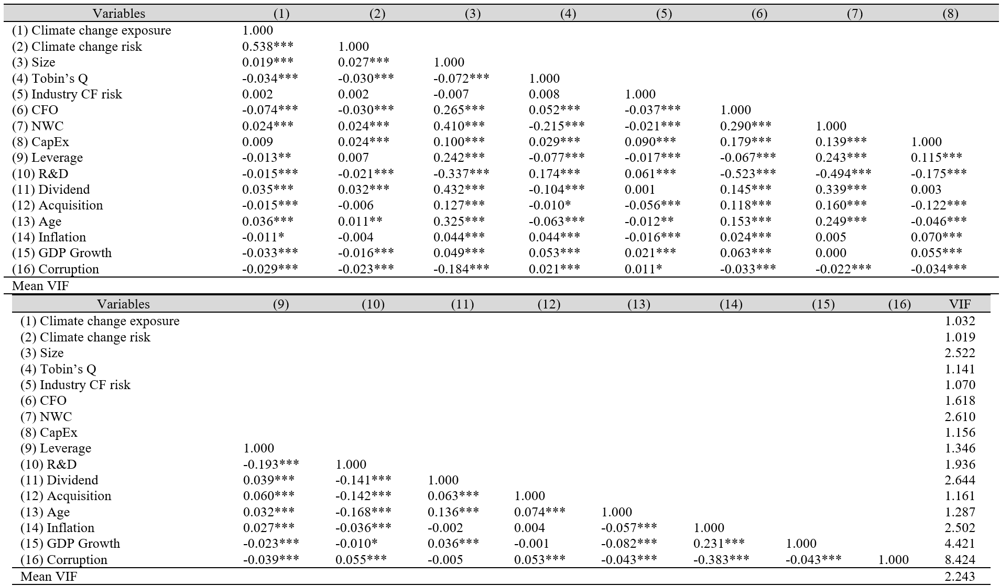 Variables (1) (2) (3) (4) (5) (6) (7) (8)
(1) Climate change exposure 1.000
(2) Climate change risk 0.538*** 1.000
(3) Size 0.019*** 0.027*** 1.000
(4) Tobin’s Q -0.034*** -0.030*** -0.072*** 1.000
(5) Industry CF risk 0.002 0.002 -0.007 0.008 1.000
(6) CFO -0.074*** -0.030*** 0.265*** 0.052*** -0.037*** 1.000
(7) NWC 0.024*** 0.024*** 0.410*** -0.215*** -0.021*** 0.290*** 1.000
(8) CapEx 0.009 0.024*** 0.100*** 0.029*** 0.090*** 0.179*** 0.139*** 1.000
(9) Leverage -0.013** 0.007 0.242*** -0.077*** -0.017*** -0.067*** 0.243*** 0.115***
(10) R&D -0.015*** -0.021*** -0.337*** 0.174*** 0.061*** -0.523*** -0.494*** -0.175***
(11) Dividend 0.035*** 0.032*** 0.432*** -0.104*** 0.001 0.145*** 0.339*** 0.003
(12) Acquisition -0.015*** -0.006 0.127*** -0.010* -0.056*** 0.118*** 0.160*** -0.122***
(13) Age 0.036*** 0.011** 0.325*** -0.063*** -0.012** 0.153*** 0.249*** -0.046***
(14) Inflation -0.011* -0.004 0.044*** 0.044*** -0.016*** 0.024*** 0.005 0.070***
(15) GDP Growth -0.033*** -0.016*** 0.049*** 0.053*** 0.021*** 0.063*** 0.000 0.055***
(16) Corruption -0.029*** -0.023*** -0.184*** 0.021*** 0.011* -0.033*** -0.022*** -0.034***
Mean VIF
Variables (9) (10) (11) (12) (13) (14) (15) (16) VIF
(1) Climate change exposure 1.032
(2) Climate change risk 1.019
(3) Size 2.522
(4) Tobin’s Q 1.141
(5) Industry CF risk 1.070
(6) CFO 1.618
(7) NWC 2.610
(8) CapEx 1.156
(9) Leverage 1.000 1.346
(10) R&D -0.193*** 1.000 1.936
(11) Dividend 0.039*** -0.141*** 1.000 2.644
(12) Acquisition 0.060*** -0.142*** 0.063*** 1.000 1.161
(13) Age 0.032*** -0.168*** 0.136*** 0.074*** 1.000 1.287
(14) Inflation 0.027*** -0.036*** -0.002 0.004 -0.057*** 1.000 2.502
(15) GDP Growth -0.023*** -0.010* 0.036*** -0.001 -0.082*** 0.231*** 1.000 4.421
(16) Corruption -0.039*** 0.055*** -0.005 0.053*** -0.043*** -0.383*** -0.043*** 1.000 8.424
Mean VIF 2.243